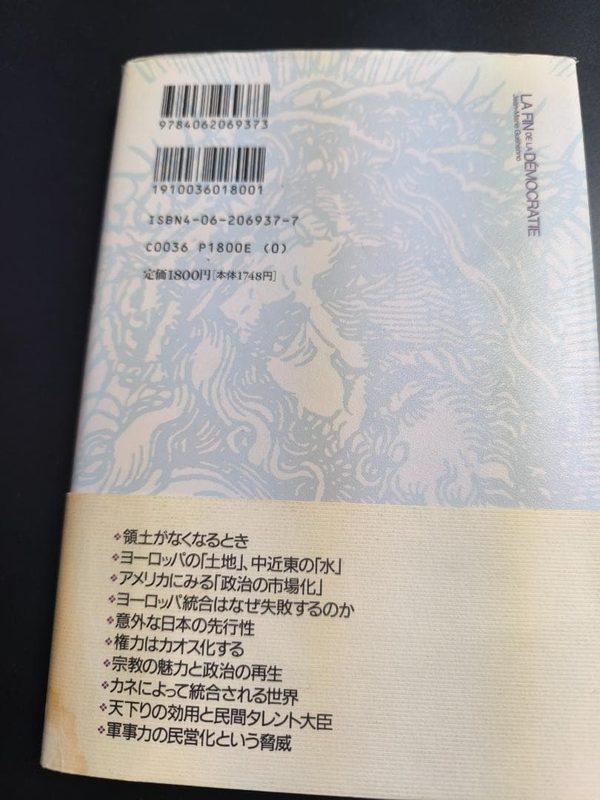 9784062069373
1910036018001
ISBN4-06-206937-7
C0036 P1800E (0)
定価1800円[本体1748円]
LA FIN DE LA DÉMOCRATIE
Jean-Marie Guéhenno
❖領土がなくなるとき
❖ヨーロッパの「土地」、中近東の「水」
❖アメリカにみる「政治の市場化」
❖ヨーロッパ統合はなぜ失敗するのか
❖意外な日本の先行性
❖権力はカオス化する
❖宗教の魅力と政治の再生
❖カネによって統合される世界
❖天下りの効用と民間タレント大臣
❖軍事力の民営化という脅威